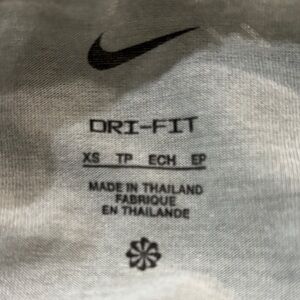 DRI-FIT
XS TP ECH EP
MADE IN THAILAND
FABRIQUE
EN THAILANDE